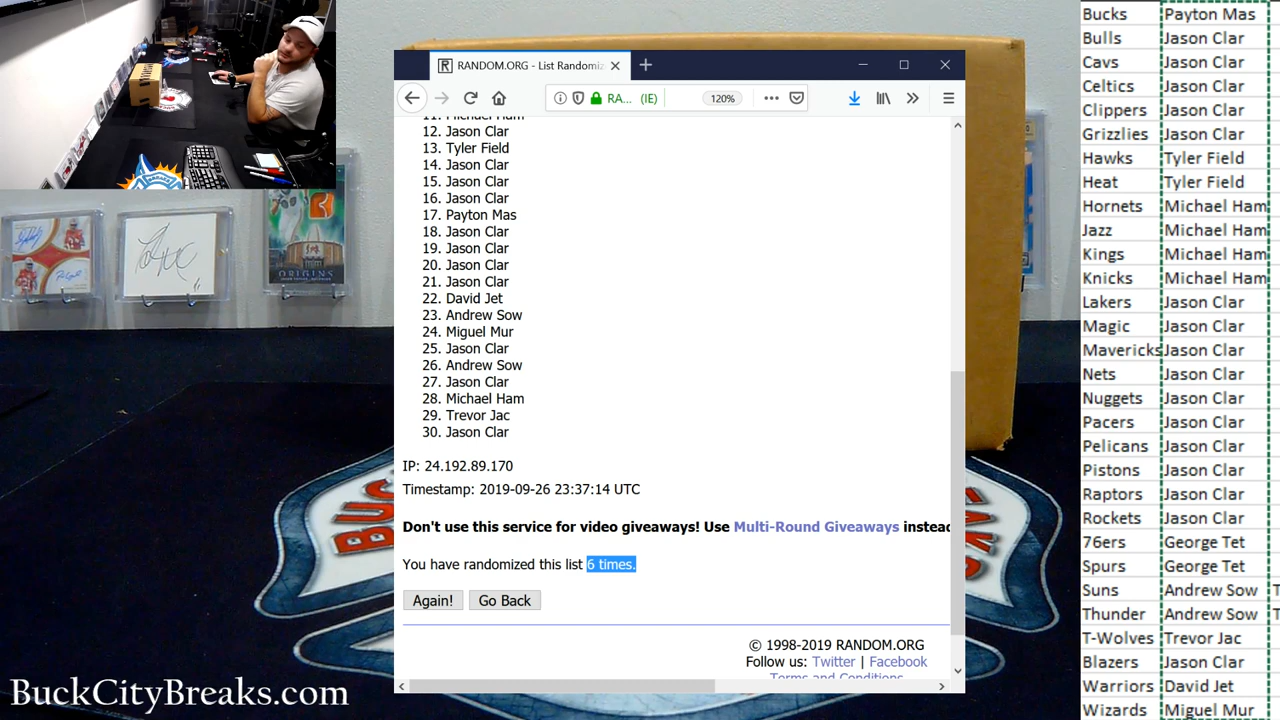 RANDOM.ORG - List Randomiz
RA... (IE)
120%
11. Michael Ham
12. Jason Clar
13. Tyler Field
14. Jason Clar
15. Jason Clar
16. Jason Clar
17. Payton Mas
18. Jason Clar
19. Jason Clar
20. Jason Clar
21. Jason Clar
22. David Jet
23. Andrew Sow
24. Miguel Mur
25. Jason Clar
26. Andrew Sow
27. Jason Clar
28. Michael Ham
29. Trevor Jac
30. Jason Clar
IP: 24.192.89.170
Timestamp: 2019-09-26 23:37:14 UTC
Don't use this service for video giveaways! Use Multi-Round Giveaways instead
You have randomized this list 6 times.
Again! Go Back
© 1998-2019 RANDOM.ORG
Follow us: Twitter | Facebook
Terms and Conditions
Bucks Payton Mas
Bulls Jason Clar
Cavs Jason Clar
Celtics Jason Clar
Clippers Jason Clar
Grizzlies Jason Clar
Hawks Tyler Field
Heat Tyler Field
Hornets Michael Ham
Jazz Michael Ham
Kings Michael Ham
Knicks Michael Ham
Lakers Jason Clar
Magic Jason Clar
Mavericks Jason Clar
Nets Jason Clar
Nuggets Jason Clar
Pacers Jason Clar
Pelicans Jason Clar
Pistons Jason Clar
Raptors Jason Clar
Rockets Jason Clar
76ers George Tet
Spurs George Tet
Suns Andrew Sow T
Thunder Andrew Sow T
T-Wolves Trevor Jac
Blazers Jason Clar
Warriors David Jet
Wizards Miguel Mur
ORIGINS
BUC
KS
BuckCityBreaks.com